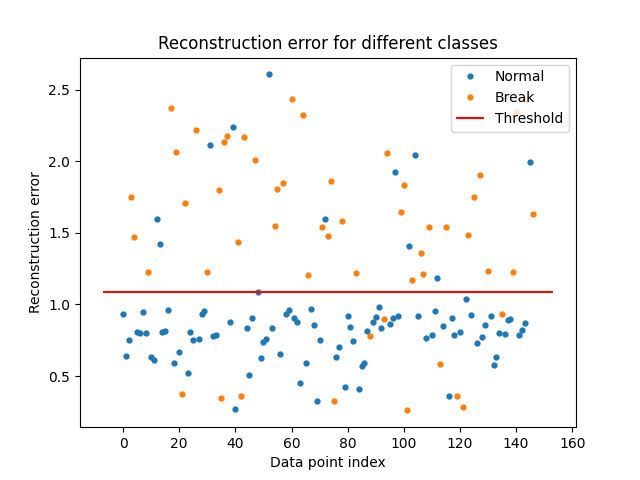 Reconstruction error for different classes
Normal
Break
Threshold
Reconstruction error
2.5
2.0
1.5
1.0
0.5
0 20 40 60 80 100 120 140 160
Data point index